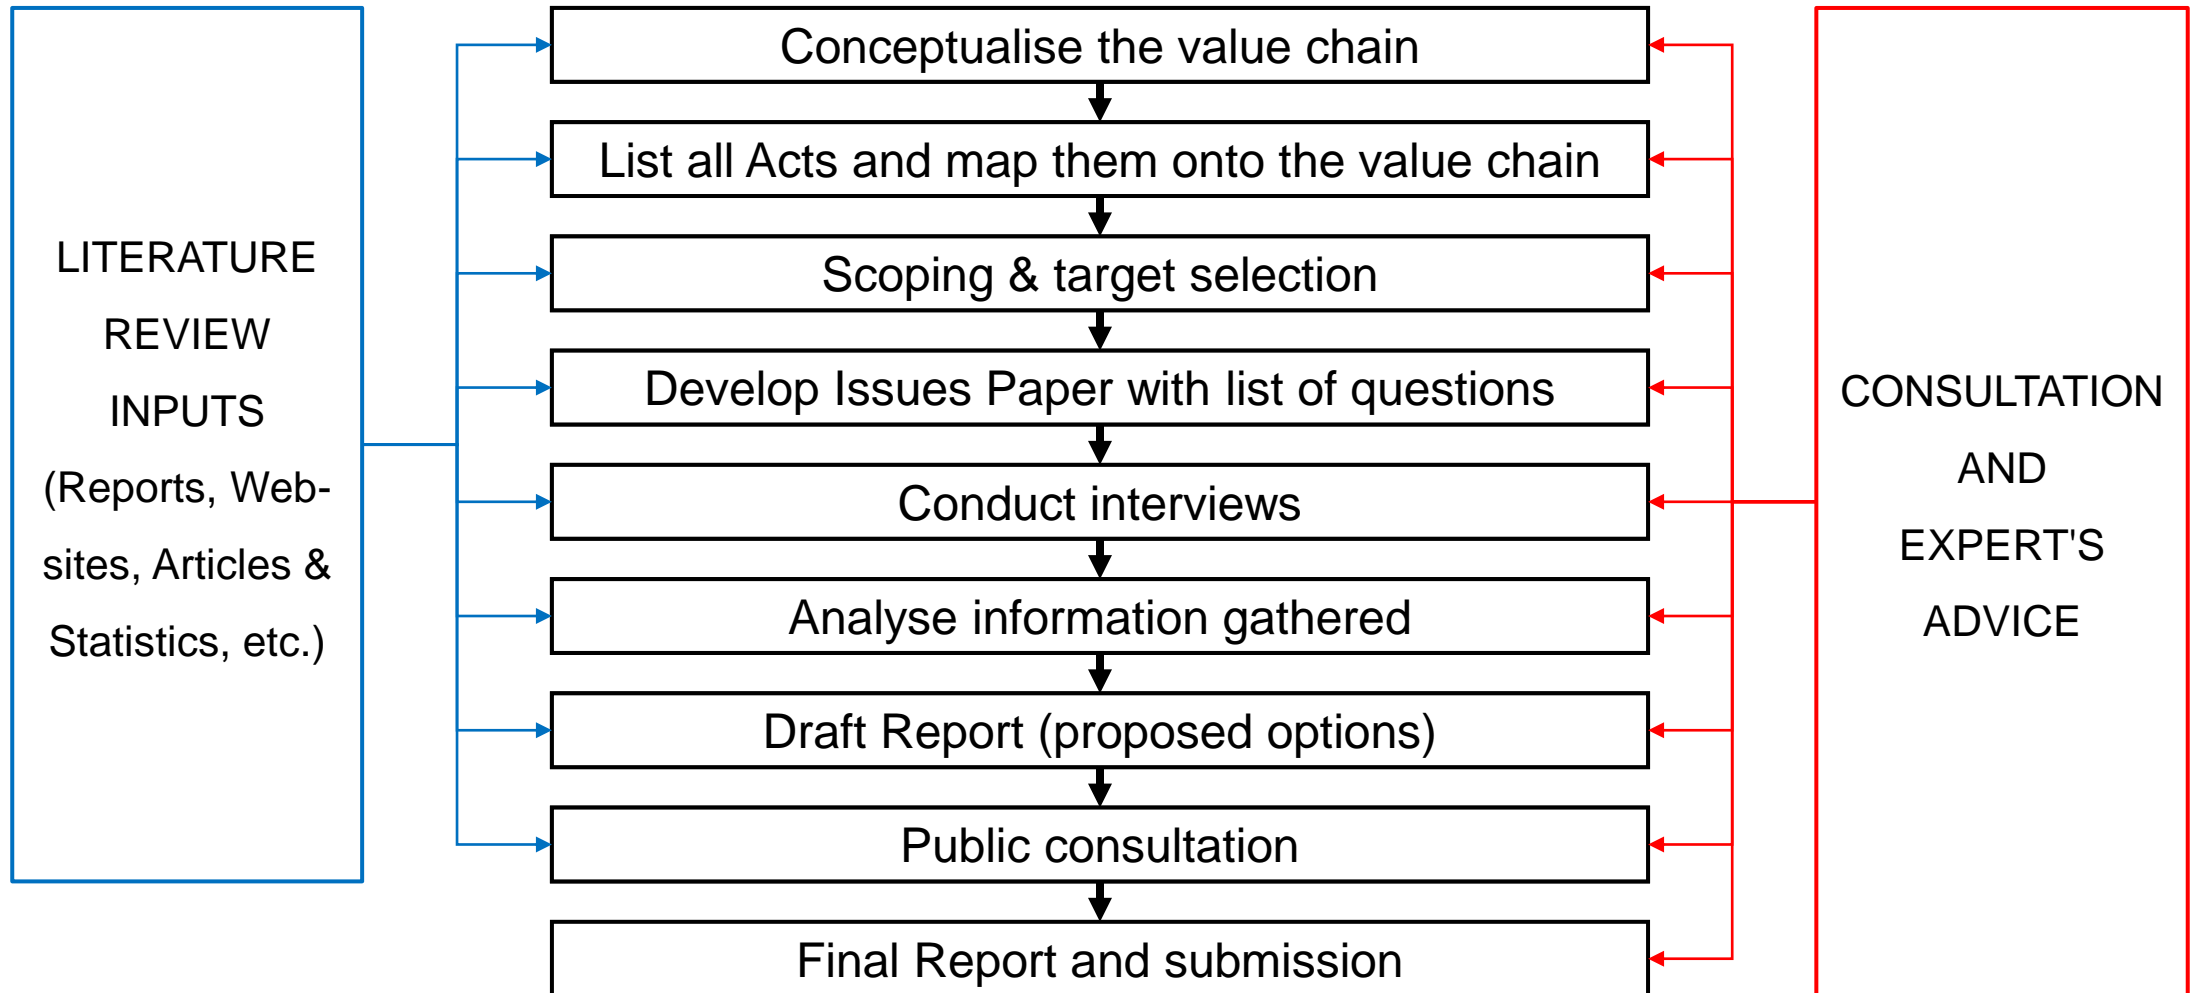 LITERATURE
REVIEW
INPUTS
(Reports, Web-
sites, Articles &
Statistics, etc.)
Conceptualise the value chain
List all Acts and map them onto the value chain
Scoping & target selection
Develop Issues Paper with list of questions
Conduct interviews
Analyse information gathered
Draft Report (proposed options)
Public consultation
Final Report and submission
CONSULTATION
AND
EXPERT'S
ADVICE